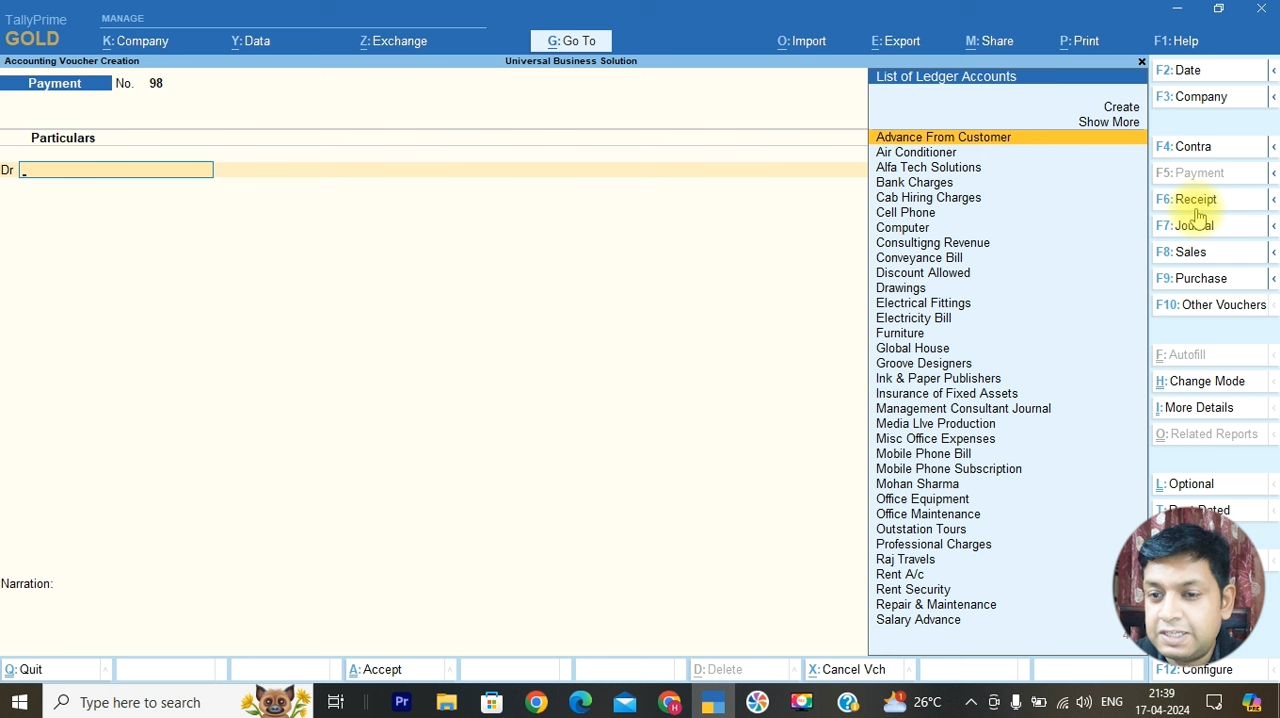 TallyPrime
GOLD
MANAGE
K: Company
Y: Data
Z: Exchange
G: Go To
O: Import
E: Export
M: Share
P: Print
F1: Help
Accounting Voucher Creation
Universal Business Solution
Payment No. 98
Particulars
Dr
Narration:
List of Ledger Accounts
Create
Show More
Advance From Customer
Air Conditioner
Alfa Tech Solutions
Bank Charges
Cab Hiring Charges
Cell Phone
Computer
Consultigng Revenue
Conveyance Bill
Discount Allowed
Drawings
Electrical Fittings
Electricity Bill
Furniture
Global House
Groove Designers
Ink & Paper Publishers
Insurance of Fixed Assets
Management Consultant Journal
Media LIve Production
Misc Office Expenses
Mobile Phone Bill
Mobile Phone Subscription
Mohan Sharma
Office Equipment
Office Maintenance
Outstation Tours
Professional Charges
Raj Travels
Rent A/c
Rent Security
Repair & Maintenance
Salary Advance
F2: Date
F3: Company
F4: Contra
F5: Payment
F6: Receipt
F7: Journal
F8: Sales
F9: Purchase
F10: Other Vouchers
F: Autofill
H: Change Mode
I: More Details
O: Related Reports
L: Optional
F12: Configure
Q: Quit
A: Accept
D: Delete
X: Cancel Vch
Type here to search
Pr
26°C
ENG
21:39
17-04-2024